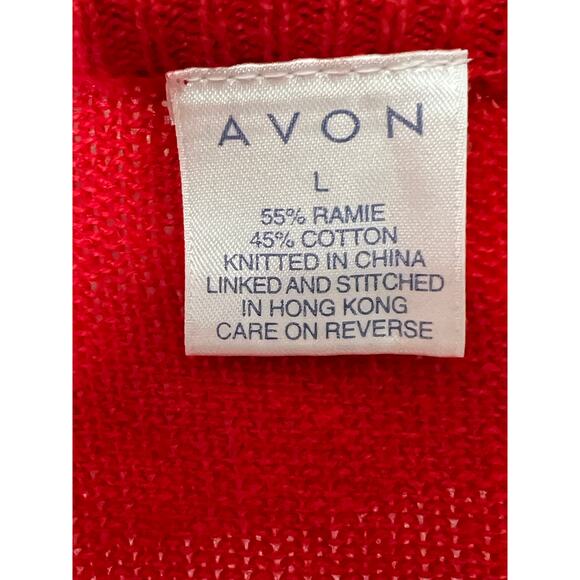 AVON
L
55% RAMIE
45% COTTON
KNITTED IN CHINA
LINKED AND STITCHED
IN HONG KONG
CARE ON REVERSE